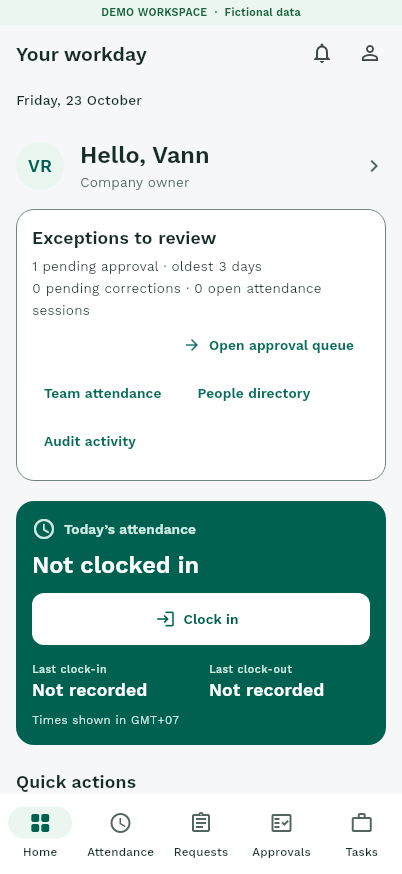 DEMO WORKSPACE · Fictional data
Your workday
Friday, 23 October
VR
Hello, Vann
Company owner
Exceptions to review
1 pending approval · oldest 3 days
0 pending corrections · 0 open attendance
sessions
Open approval queue
Team attendance People directory
Audit activity
Today's attendance
Not clocked in
Clock in
Last clock-in Last clock-out
Not recorded Not recorded
Times shown in GMT+07
Quick actions
Home Attendance Requests Approvals Tasks